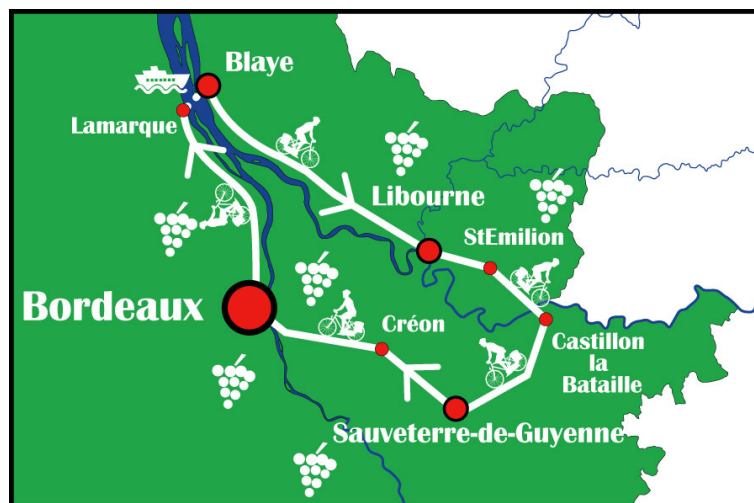 Blaye
Lamarque
Libourne
StEmilion
Bordeaux
Créon
Castillon
la
Bataille
Sauveterre-de-Guyenne